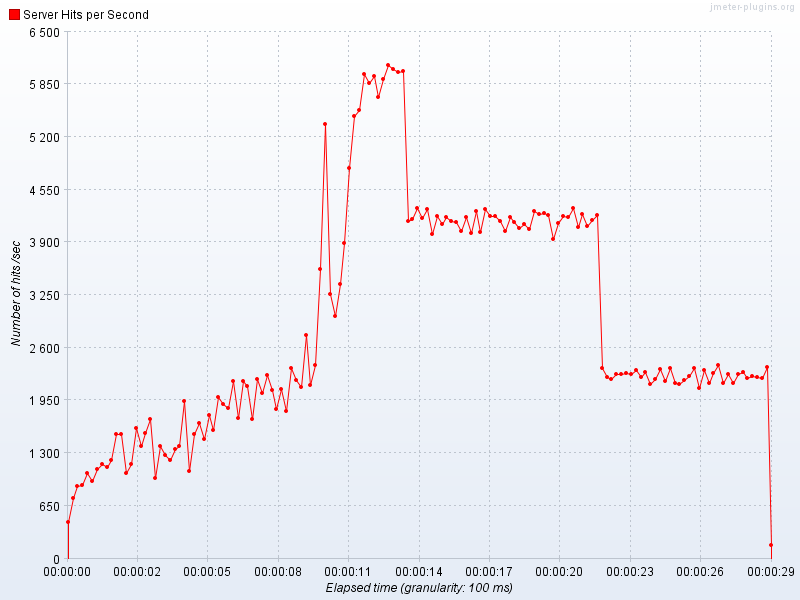 jmeter-plugins.org
Server Hits per Second
6 500
5 850
5 200
4 550
3 900
3 250
2 600
1 950
1 300
650
0
Number of hits /sec
00:00:00 00:00:02 00:00:05 00:00:08 00:00:11 00:00:14 00:00:17 00:00:20 00:00:23 00:00:26 00:00:29
Elapsed time (granularity: 100 ms)